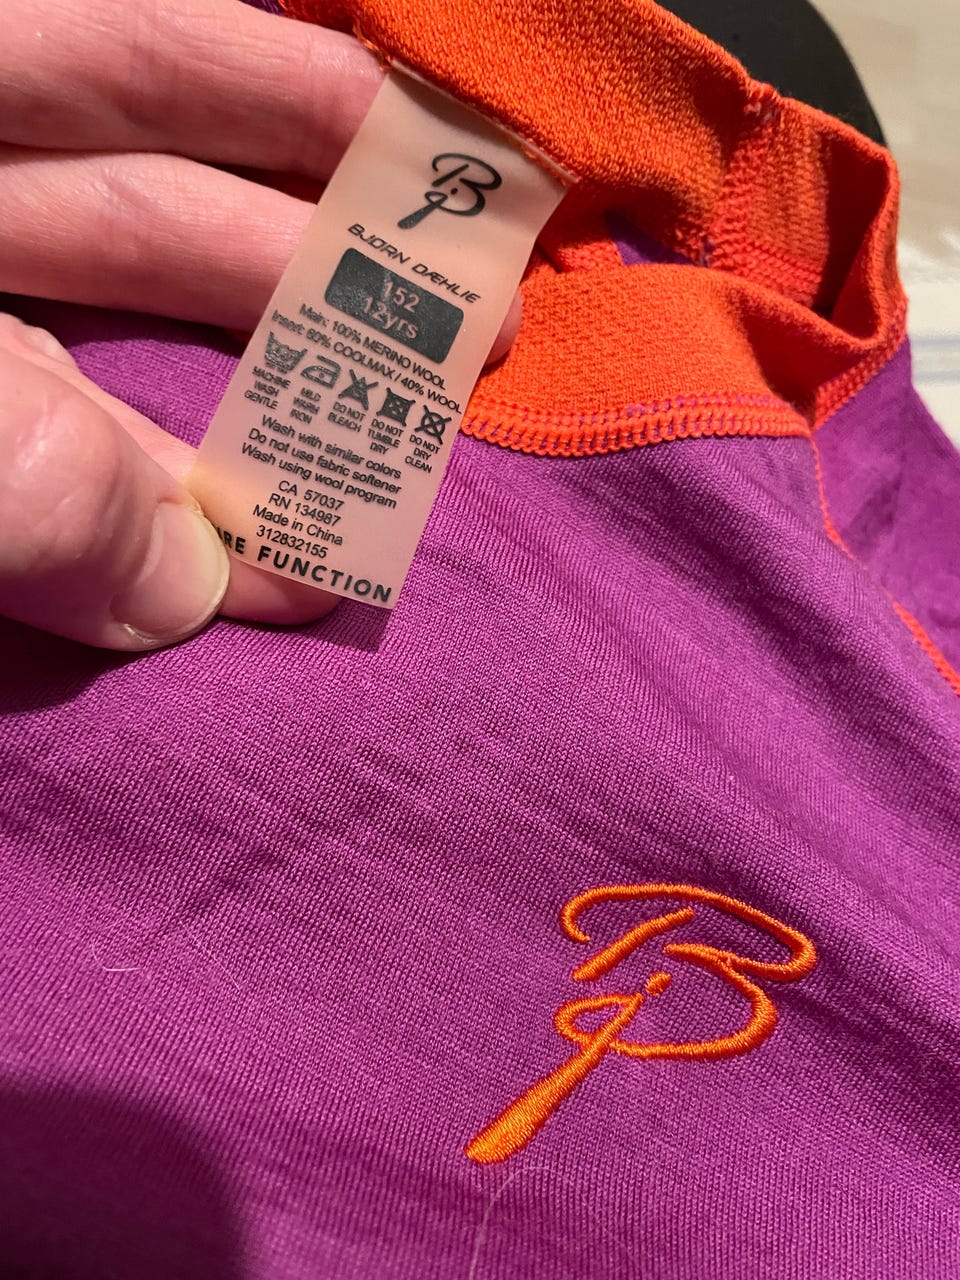 BJORN DÆHLIE
152
12yrs
Main: 100% MERINO WOOL
Insert: 60% COOLMAX / 40% WOOL
MACHINE WASH GENTLE
MILD WARM IRON
DO NOT BLEACH
DO NOT TUMBLE DRY
DO NOT DRY CLEAN
Wash with similar colors
Do not use fabric softener
Wash using wool program
CA 57037
RN 134987
Made in China
312832155
RE FUNCTION